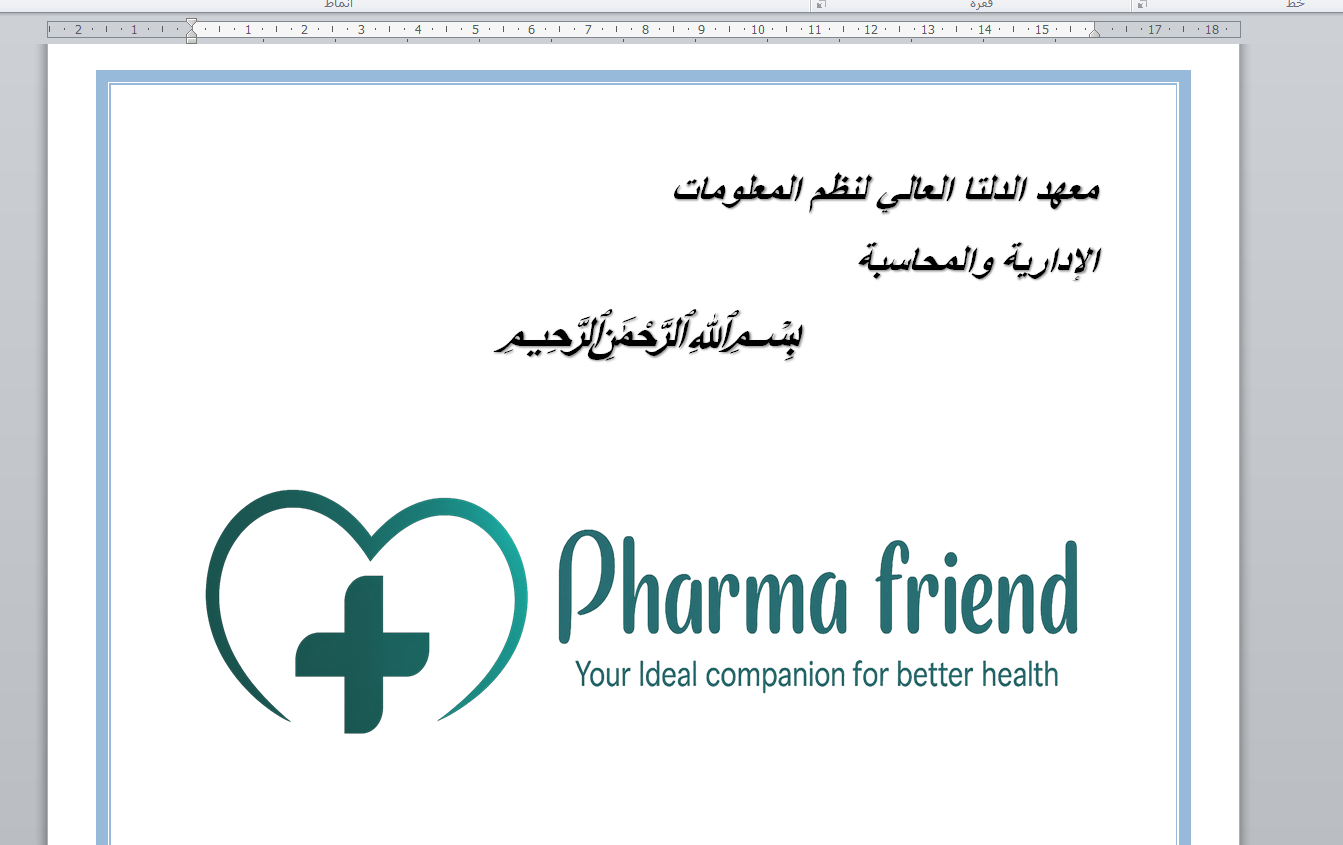 أنماط فقرة خط
2 1 1 2 3 4 5 6 7 8 9 10 11 12 13 14 15 17 18
معهد الدلتا العالي لنظم المعلومات
الإدارية والمحاسبة
بِسْمِ ٱللَّهِ ٱلرَّحْمَٰنِ ٱلرَّحِيمِ
Pharma friend
Your Ideal companion for better health